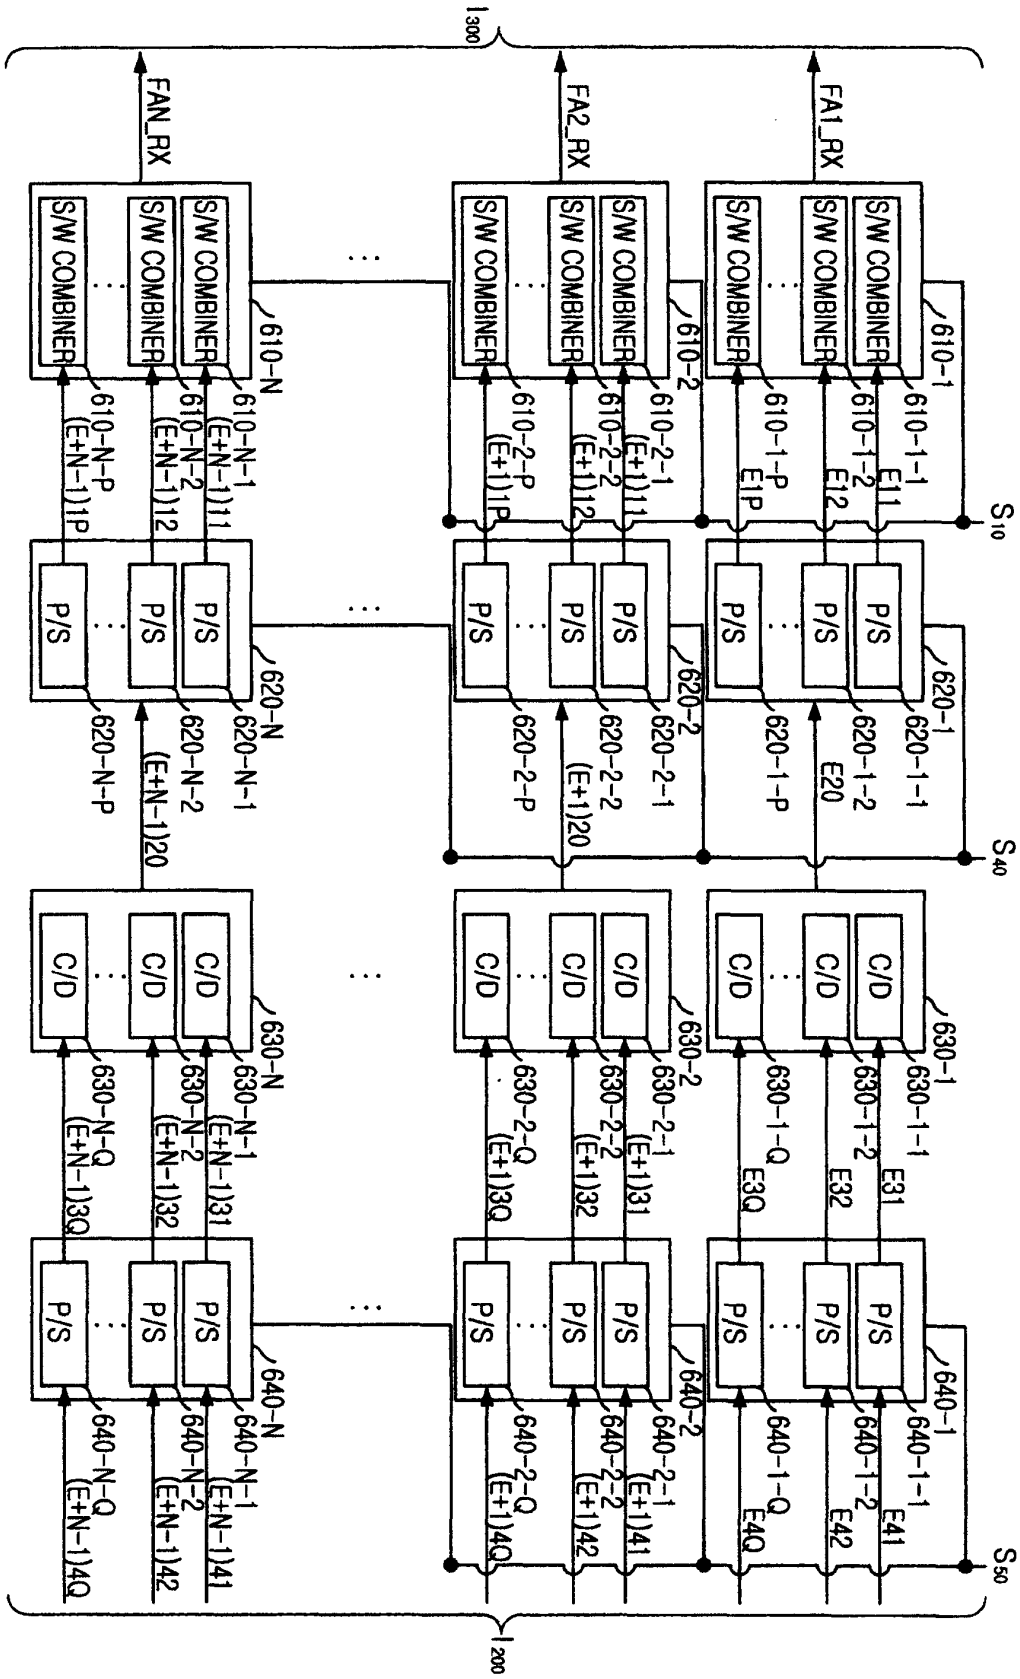 I300
FA1_RX
FA2_RX
FAN_RX
S10
610-1
S/W COMBINER
S/W COMBINER
...
S/W COMBINER
610-1-1
610-1-2
610-1-P
E11
E12
E1P
610-2
S/W COMBINER
S/W COMBINER
...
S/W COMBINER
610-2-1
610-2-2
610-2-P
(E+1)11
(E+1)12
(E+1)1P
...
610-N
S/W COMBINER
S/W COMBINER
...
S/W COMBINER
610-N-1
610-N-2
610-N-P
(E+N-1)11
(E+N-1)12
(E+N-1)1P
S40
620-1
P/S
P/S
...
P/S
620-1-1
620-1-2
620-1-P
E20
620-2
P/S
P/S
...
P/S
620-2-1
620-2-2
620-2-P
(E+1)20
...
620-N
P/S
P/S
...
P/S
620-N-1
620-N-2
620-N-P
(E+N-1)20
630-1
C/D
C/D
...
C/D
630-1-1
630-1-2
630-1-Q
E31
E32
E3Q
630-2
C/D
C/D
...
C/D
630-2-1
630-2-2
630-2-Q
(E+1)31
(E+1)32
(E+1)3Q
...
630-N
C/D
C/D
...
C/D
630-N-1
630-N-2
630-N-Q
(E+N-1)31
(E+N-1)32
(E+N-1)3Q
S50
640-1
P/S
P/S
...
P/S
640-1-1
640-1-2
640-1-Q
E41
E42
E4Q
640-2
P/S
P/S
...
P/S
640-2-1
640-2-2
640-2-Q
(E+1)41
(E+1)42
(E+1)4Q
...
640-N
P/S
P/S
...
P/S
640-N-1
640-N-2
640-N-Q
(E+N-1)41
(E+N-1)42
(E+N-1)4Q
I200